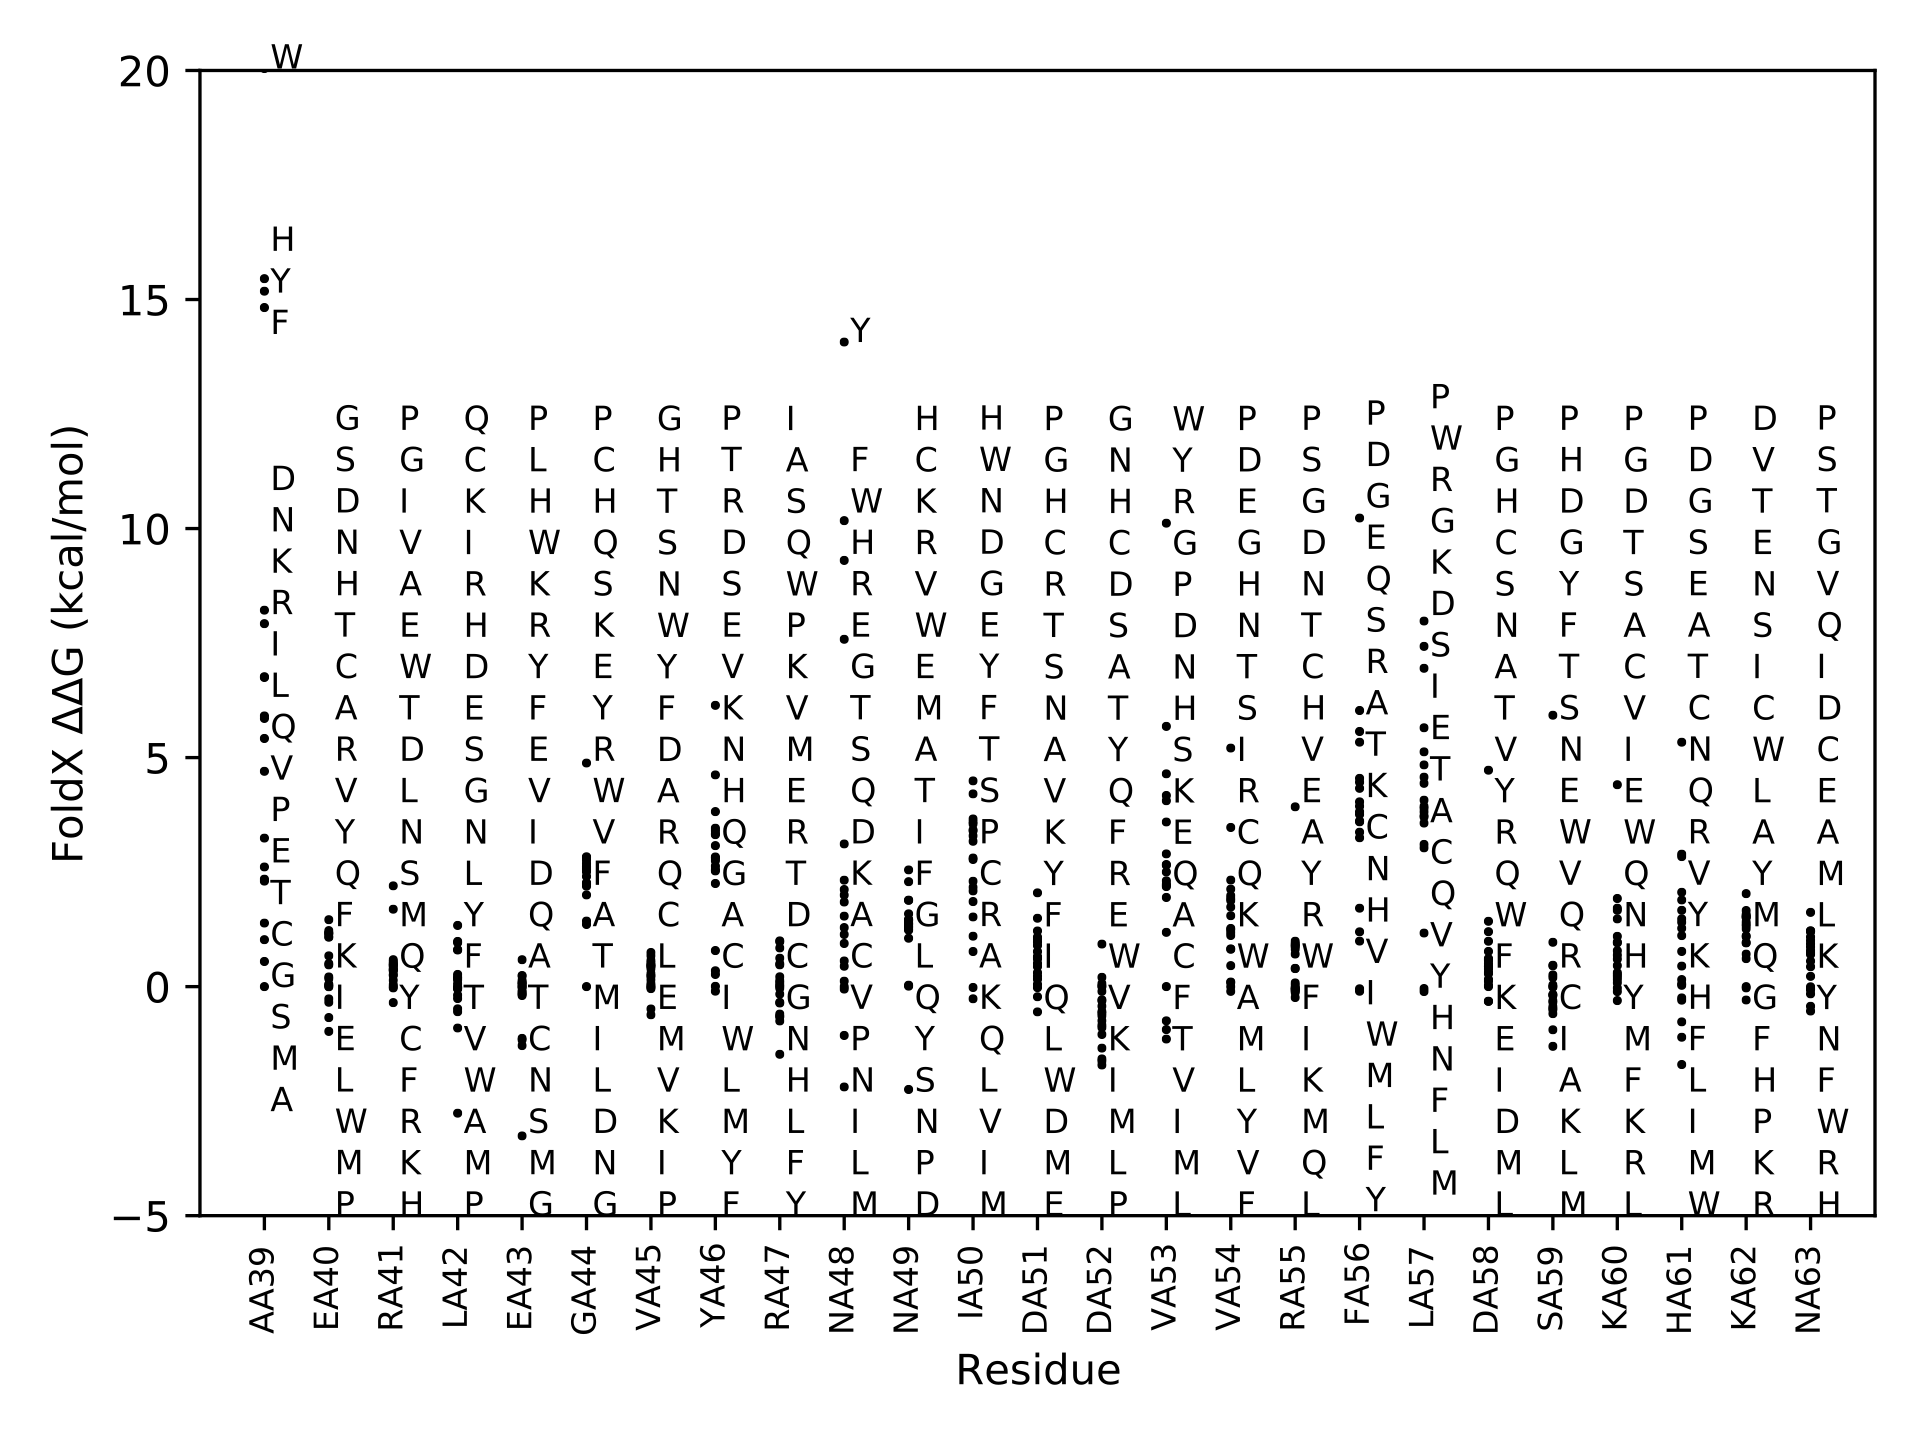 FoldX ΔΔG (kcal/mol)
20
15
10
5
0
−5
W H Y F D N K R I L Q V P E T C G S M A
G S D N H T C A R V Y Q F K I E L W M P
P G I V A E W T D L N S M Q Y C F R K H
Q C K I R H D E S G N L Y F T V W A M P
P L H W K R Y F E V I D Q A T C N S M G
P C H Q S K E Y R W V F A T M I L D N G
G H T S N W Y F D A R Q C L E M V K I P
P T R D S E V K N H Q G A C I W L M Y F
I A S Q W P K V M E R T D C G N H L F Y
Y F W H R E G T S Q D K A C V P N I L M
H C K R V W E M A T I F G L Q Y S N P D
H W N D G E Y F T S P C R A K Q L V I M
P G H C R T S N A V K Y F I Q L W D M E
G N H C D S A T Y Q F R E W V K I M L P
W Y R G P D N H S K E Q A C F T V I M L
P D E G H N T S I R C Q K W A M L Y V F
P S G D N T C H V E A Y R W F I K M Q L
P D G E Q S R A T K C N H V I W M L F Y
P W R G K D S I E T A C Q V Y H N F L M
P G H C S N A T V Y R Q W F K E I D M L
P H D G Y F T S N E W V Q R C I A K L M
P G D T S A C V I E W Q N H Y M F K R L
P D G S E A T C N Q R V Y K H F L I M W
D V T E N S I C W L A Y M Q G F H P K R
P S T G V Q I D C E A M L K Y N F W R H
AA39
EA40
RA41
LA42
EA43
GA44
VA45
YA46
RA47
NA48
NA49
IA50
DA51
DA52
VA53
VA54
RA55
FA56
LA57
DA58
SA59
KA60
HA61
KA62
NA63
Residue